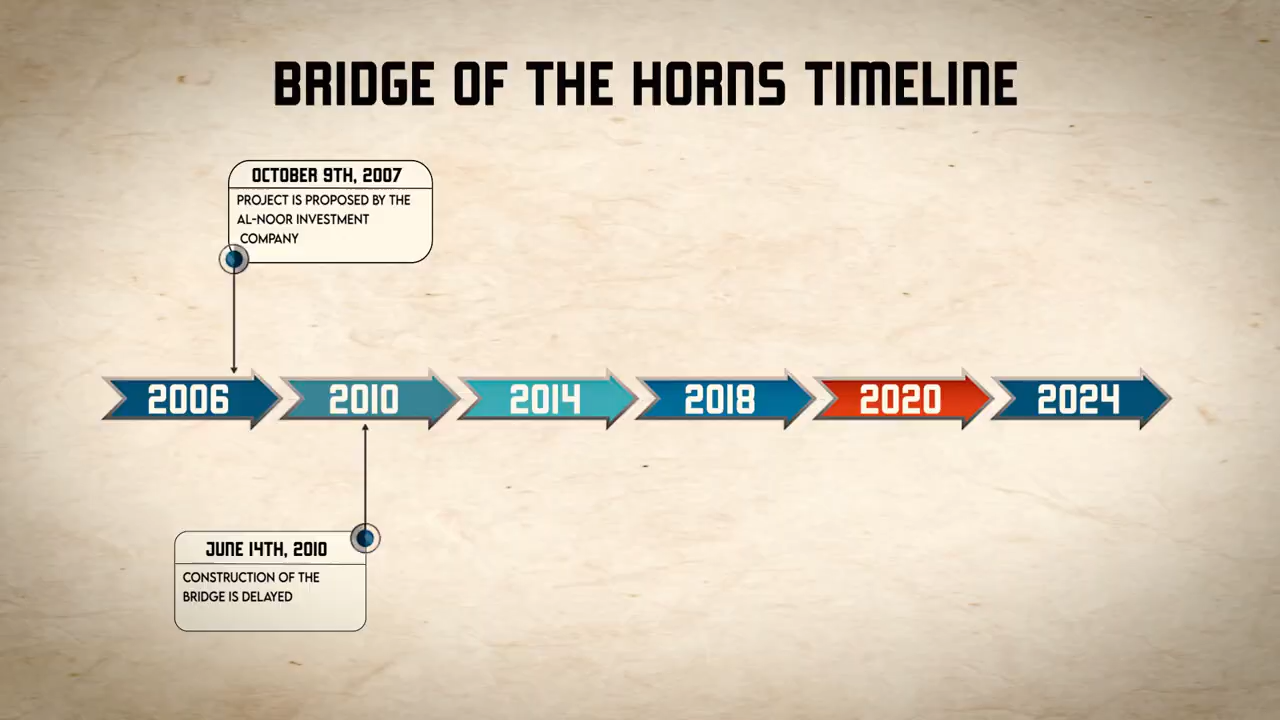 BRIDGE OF THE HORNS TIMELINE
OCTOBER 9TH, 2007
PROJECT IS PROPOSED BY THE
AL-NOOR INVESTMENT
COMPANY
2006
2010
2014
2018
2020
2024
JUNE 14TH, 2010
CONSTRUCTION OF THE
BRIDGE IS DELAYED